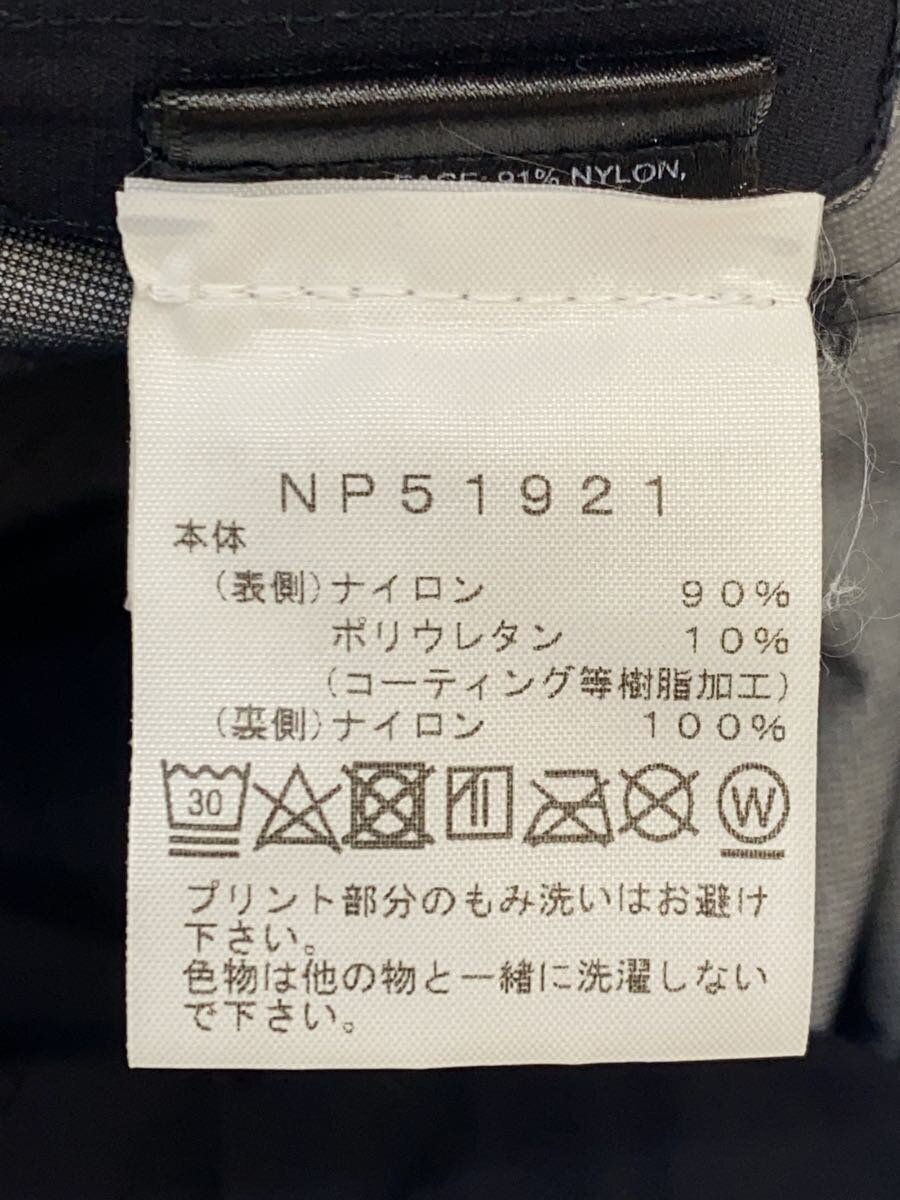 FACE: 91% NYLON,
NP51921
本体
(表側)ナイロン 90%
ポリウレタン 10%
(コーティング等樹脂加工)
(裏側)ナイロン 100%
30 W
プリント部分のもみ洗いはお避け
下さい。
色物は他の物と一緒に洗濯しない
で下さい。